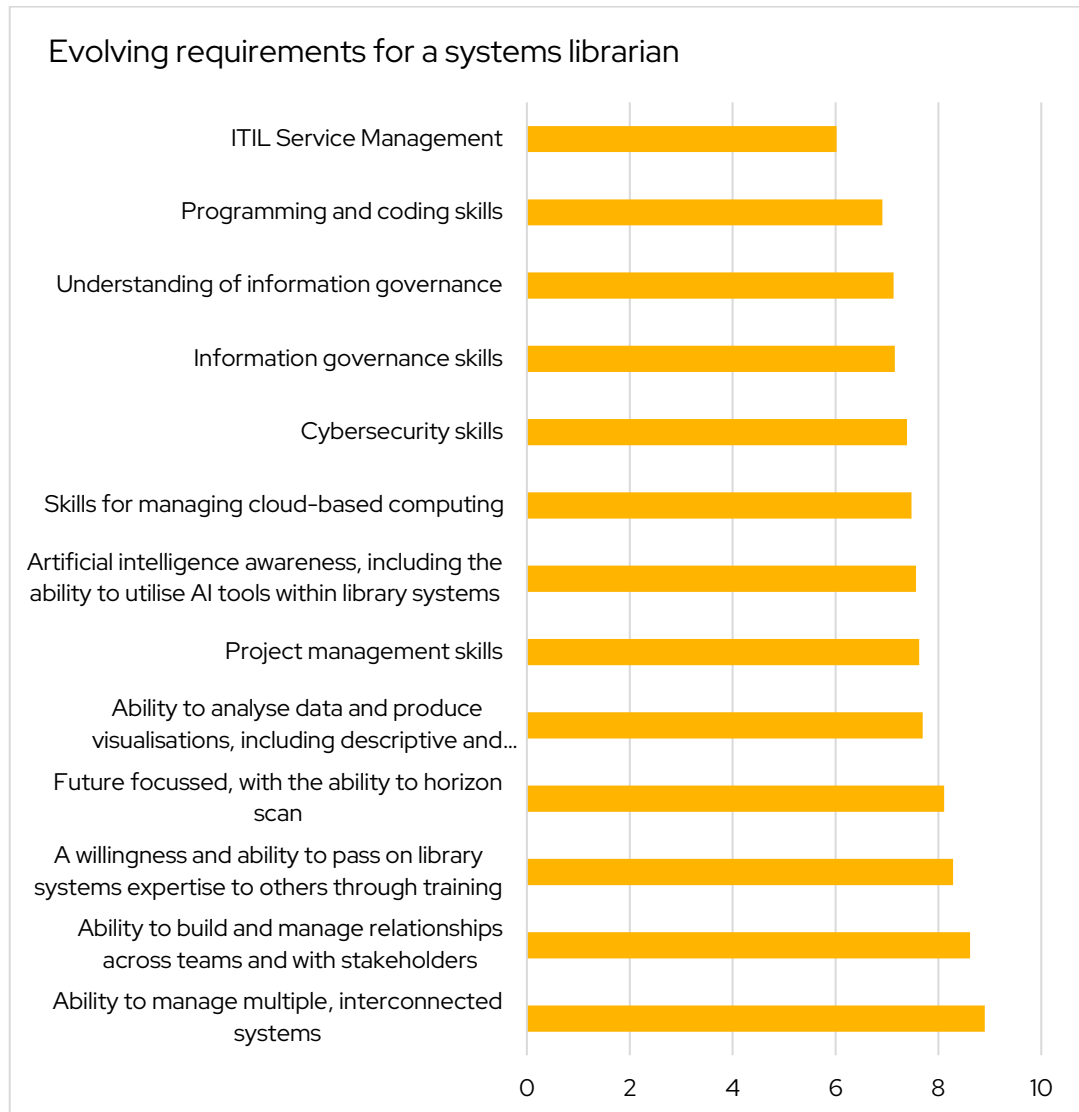 Evolving requirements for a systems librarian
ITIL Service Management
Programming and coding skills
Understanding of information governance
Information governance skills
Cybersecurity skills
Skills for managing cloud-based computing
Artificial intelligence awareness, including the
ability to utilise AI tools within library systems
Project management skills
Ability to analyse data and produce
visualisations, including descriptive and...
Future focussed, with the ability to horizon
scan
A willingness and ability to pass on library
systems expertise to others through training
Ability to build and manage relationships
across teams and with stakeholders
Ability to manage multiple, interconnected
systems
0 2 4 6 8 10